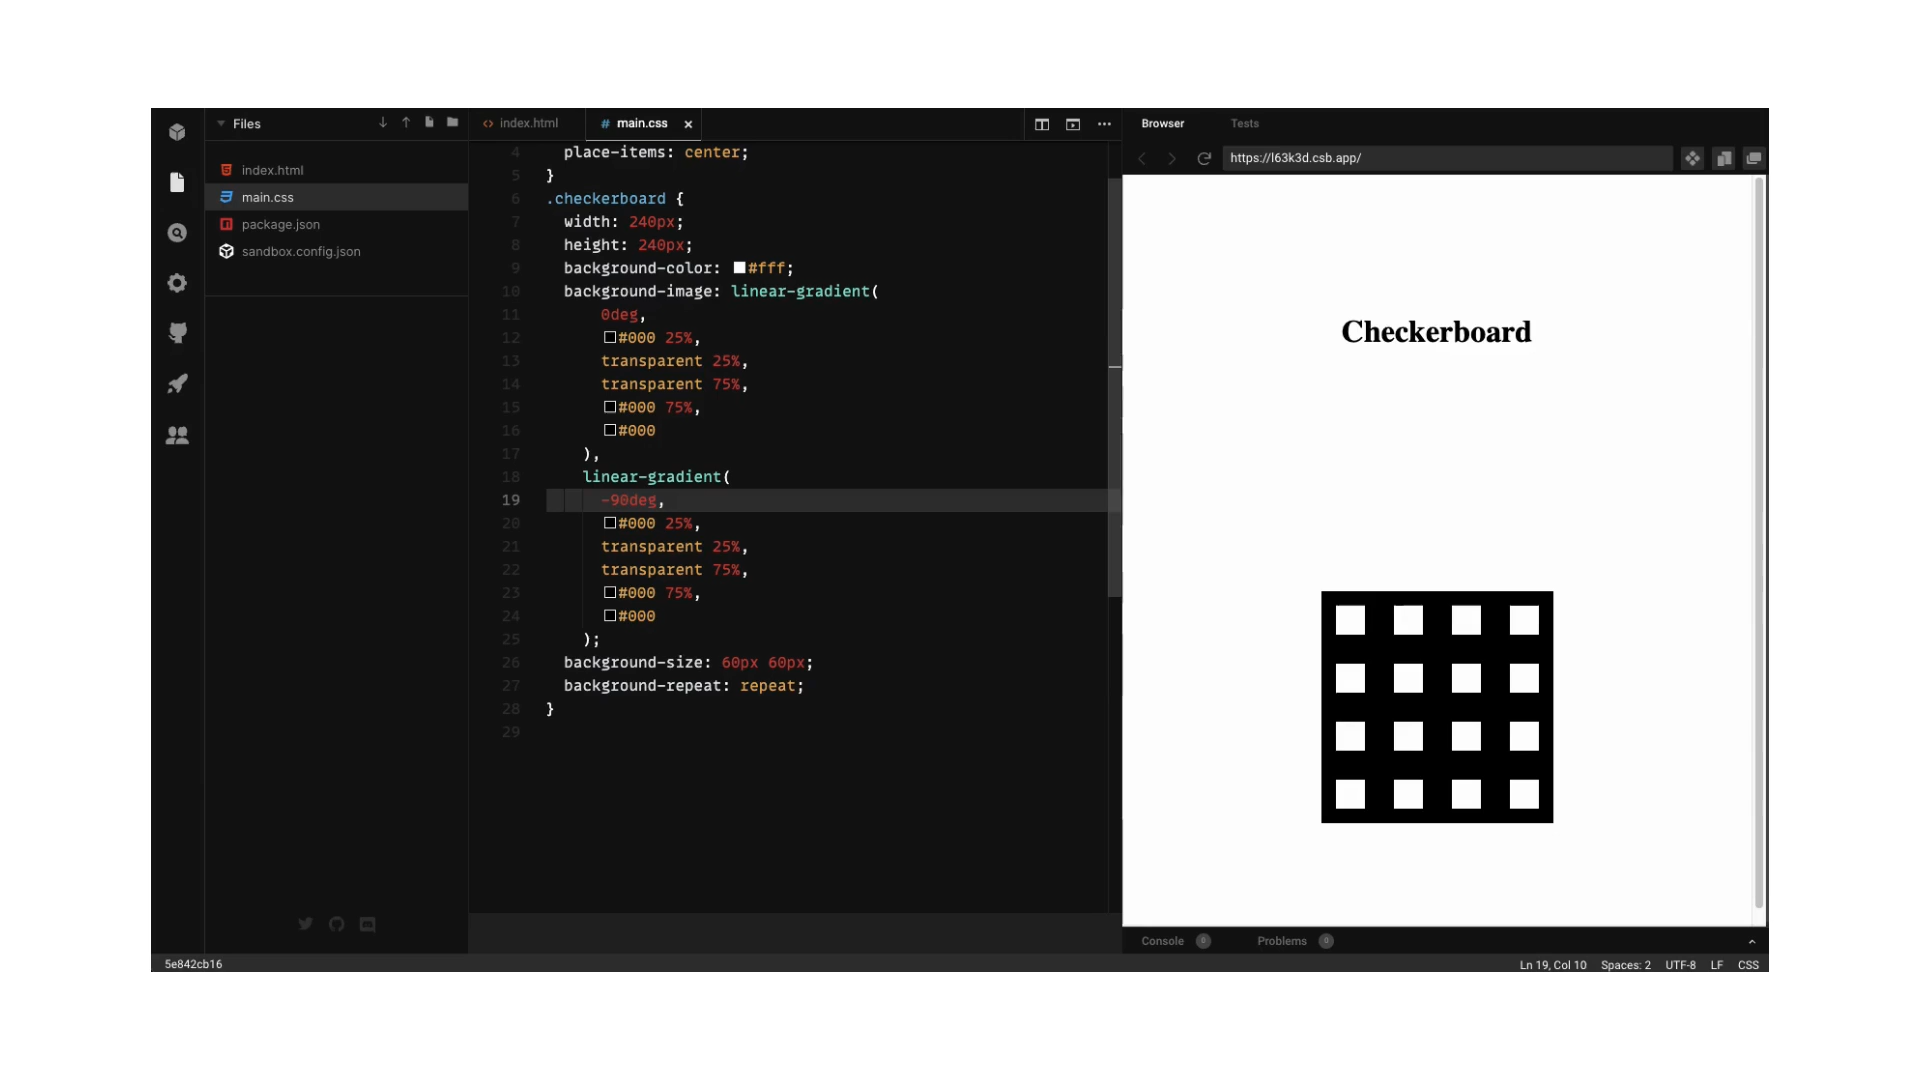 Files
index.html
main.css
package.json
sandbox.config.json
<> index.html
# main.css ×
4 place-items: center;
5 }
6 .checkerboard {
7 width: 240px;
8 height: 240px;
9 background-color: #fff;
10 background-image: linear-gradient(
11 0deg,
12 #000 25%,
13 transparent 25%,
14 transparent 75%,
15 #000 75%,
16 #000
17 ),
18 linear-gradient(
19 -90deg,
20 #000 25%,
21 transparent 25%,
22 transparent 75%,
23 #000 75%,
24 #000
25 );
26 background-size: 60px 60px;
27 background-repeat: repeat;
28 }
29
Browser Tests
https://l63k3d.csb.app/
Checkerboard
Console 0 Problems 0
5e842cb16
Ln 19, Col 10 Spaces: 2 UTF-8 LF CSS